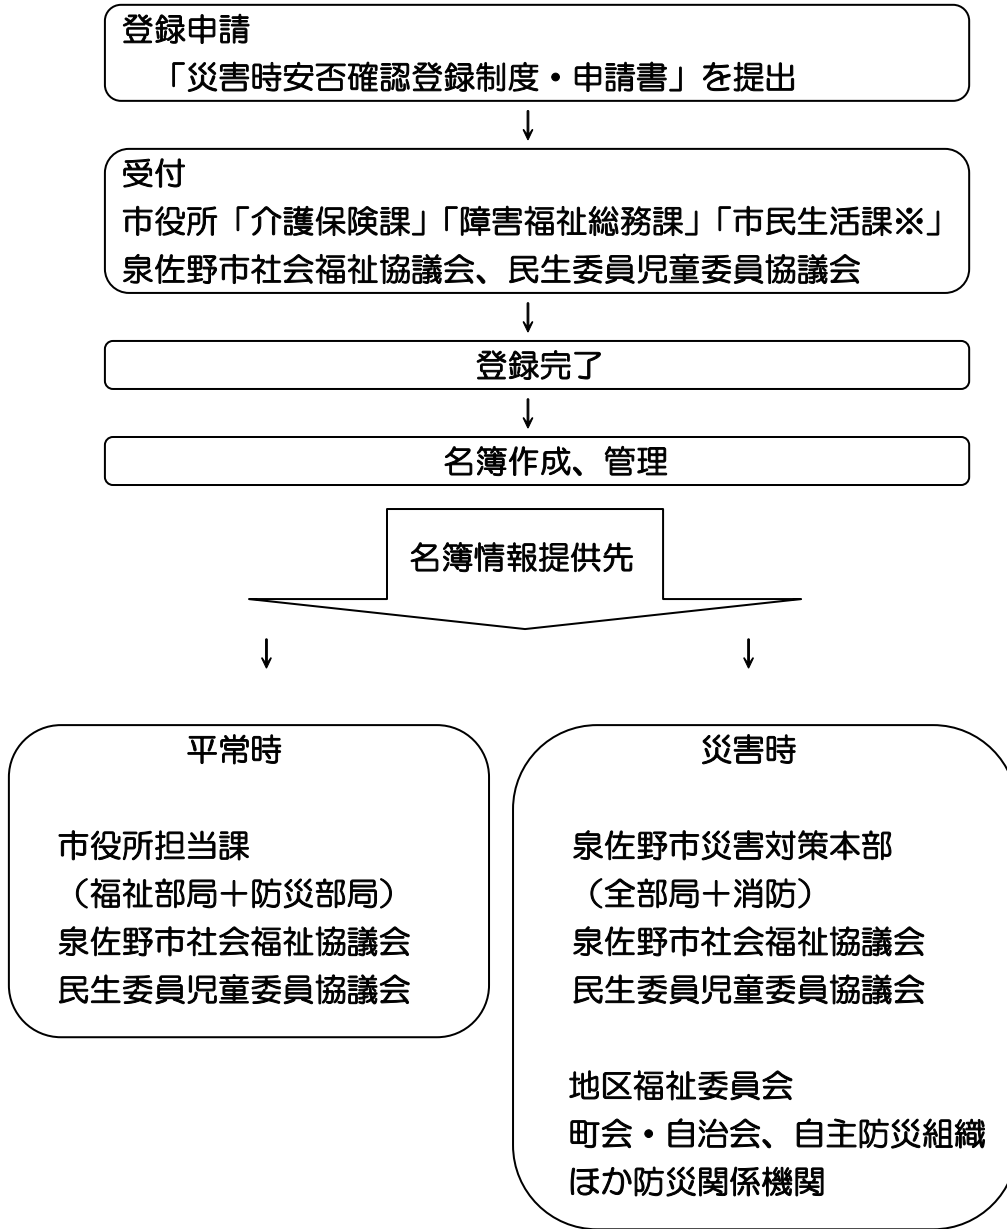 登録申請
「災害時安否確認登録制度・申請書」を提出
↓
受付
市役所「介護保険課」「障害福祉総務課」「市民生活課※」
泉佐野市社会福祉協議会、民生委員児童委員協議会
↓
登録完了
↓
名簿作成、管理
名簿情報提供先
↓
↓
平常時
市役所担当課
（福祉部局＋防災部局）
泉佐野市社会福祉協議会
民生委員児童委員協議会
災害時
泉佐野市災害対策本部
（全部局＋消防）
泉佐野市社会福祉協議会
民生委員児童委員協議会
地区福祉委員会
町会・自治会、自主防災組織
ほか防災関係機関